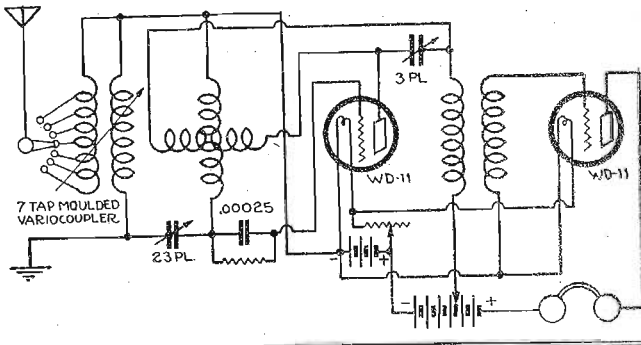 3 PL.
WD-11
WD-11
7 TAP MOULDED
VARIOCOUPLER
.00025
23 PL.
- +
- +